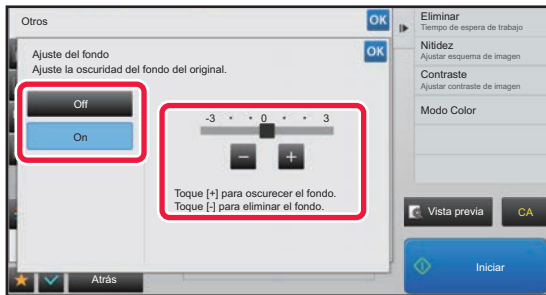 Otros
OK
Ajuste del fondo
OK
Ajuste la oscuridad del fondo del original.
Off
On
-3 0 3
- +
Toque [+] para oscurecer el fondo.
Toque [-] para eliminar el fondo.
Atrás
Eliminar
Tiempo de espera de trabajo
Nitidez
Ajustar esquema de imagen
Contraste
Ajustar contraste de imagen
Modo Color
Vista previa
CA
Iniciar